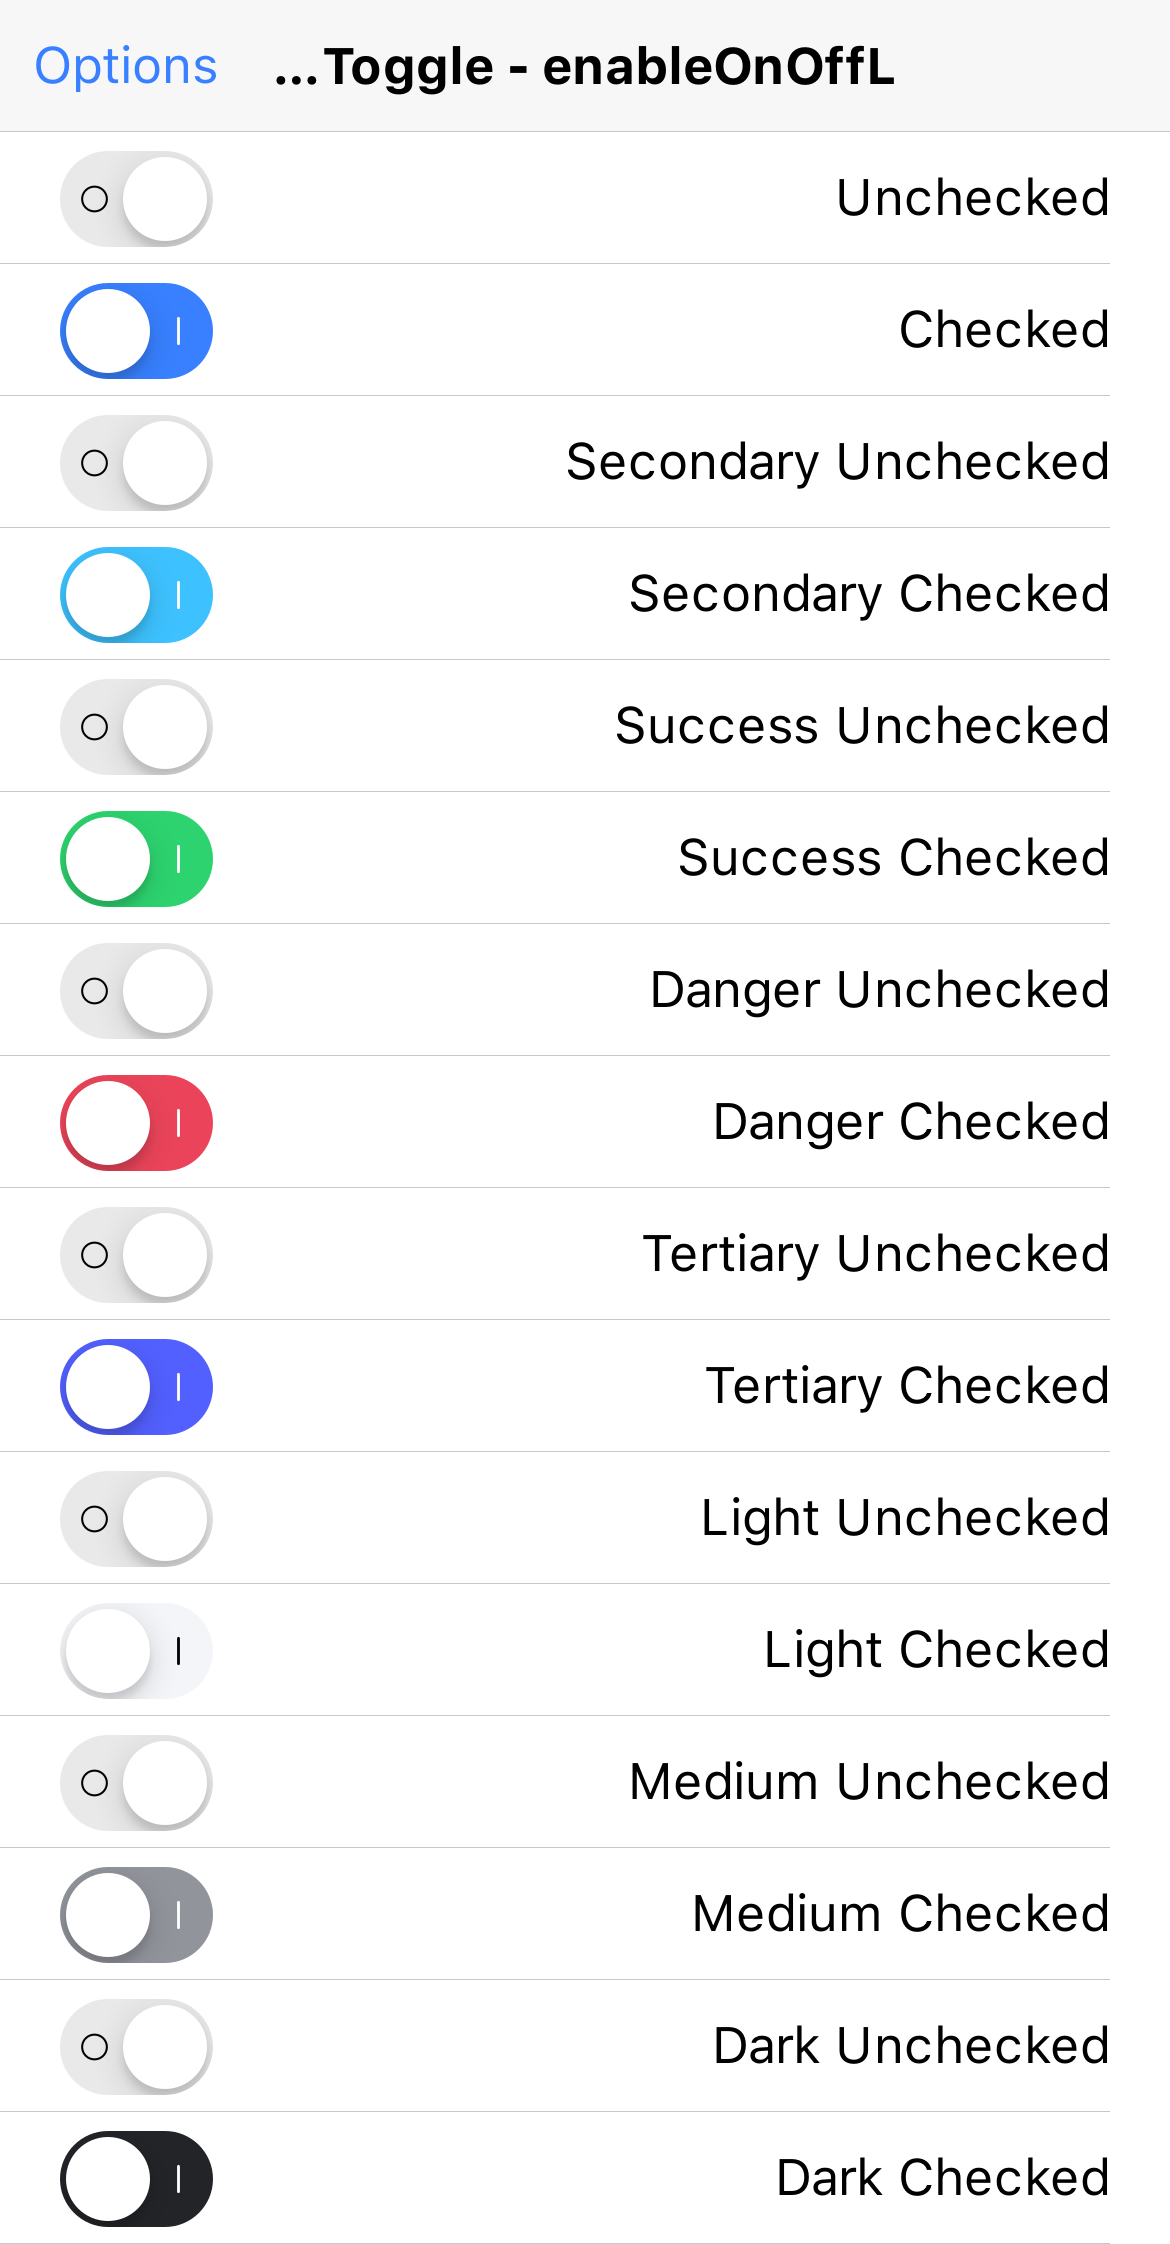 Options
...Toggle - enableOnOffL
Unchecked
Checked
Secondary Unchecked
Secondary Checked
Success Unchecked
Success Checked
Danger Unchecked
Danger Checked
Tertiary Unchecked
Tertiary Checked
Light Unchecked
Light Checked
Medium Unchecked
Medium Checked
Dark Unchecked
Dark Checked